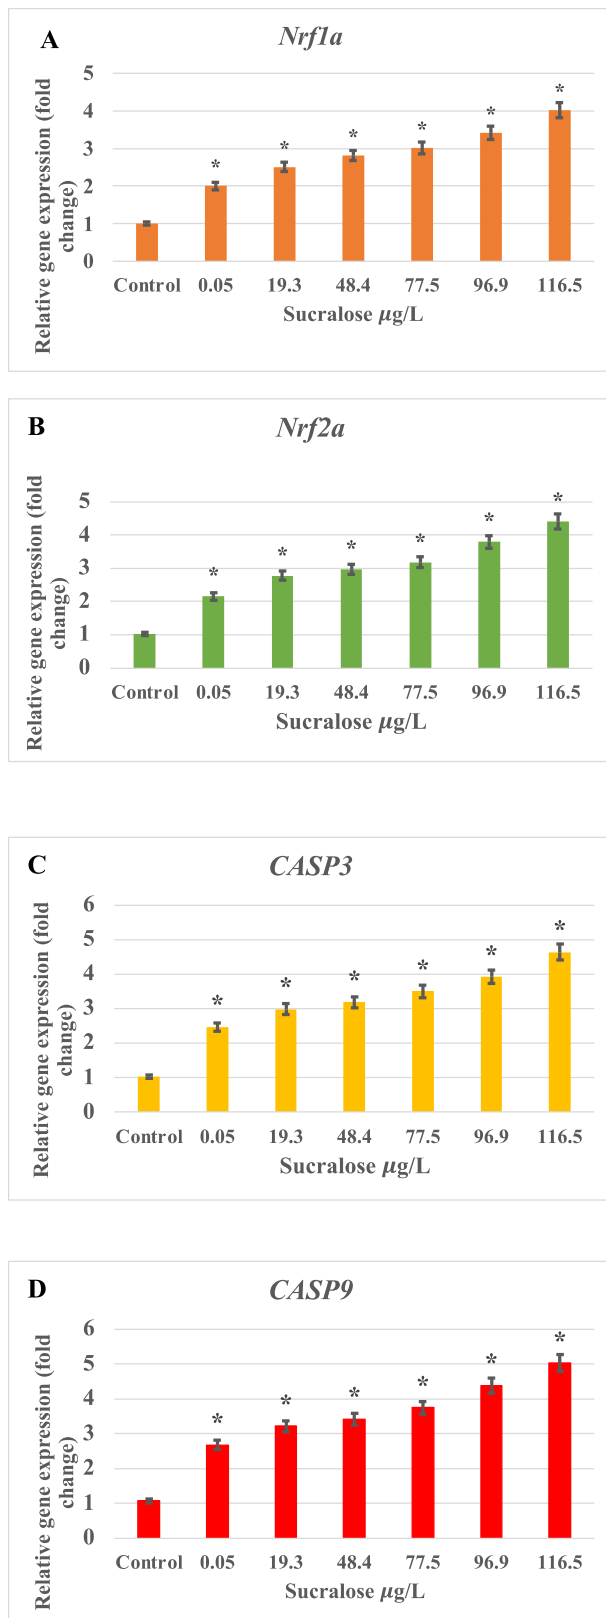 A
Nrf1a
Relative gene expression (fold
change)
5
4
3
2
1
0
*
*
*
*
*
*
Control 0.05 19.3 48.4 77.5 96.9 116.5
Sucralose µg/L
B
Nrf2a
Relative gene expression (fold
change)
5
4
3
2
1
0
*
*
*
*
*
*
Control 0.05 19.3 48.4 77.5 96.9 116.5
Sucralose µg/L
C
CASP3
Relative gene expression (fold
change)
6
5
4
3
2
1
0
*
*
*
*
*
*
Control 0.05 19.3 48.4 77.5 96.9 116.5
Sucralose µg/L
D
CASP9
Relative gene expression (fold
change)
6
5
4
3
2
1
0
*
*
*
*
*
*
Control 0.05 19.3 48.4 77.5 96.9 116.5
Sucralose µg/L